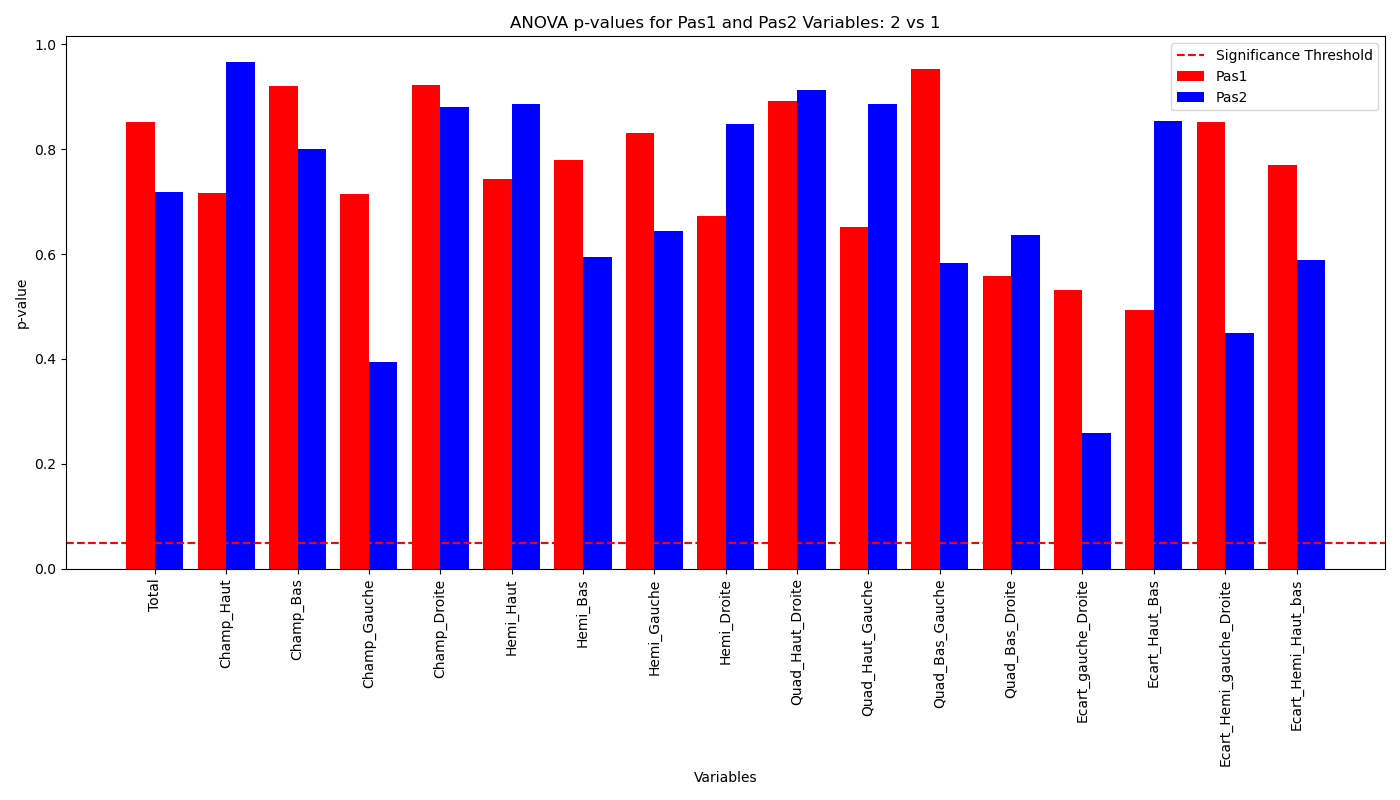 ANOVA p-values for Pas1 and Pas2 Variables: 2 vs 1
Significance Threshold
Pas1
Pas2
p-value
1.0
0.8
0.6
0.4
0.2
0.0
Total
Champ_Haut
Champ_Bas
Champ_Gauche
Champ_Droite
Hemi_Haut
Hemi_Bas
Hemi_Gauche
Hemi_Droite
Quad_Haut_Droite
Quad_Haut_Gauche
Quad_Bas_Gauche
Quad_Bas_Droite
Ecart_gauche_Droite
Ecart_Haut_Bas
Ecart_Hemi_gauche_Droite
Ecart_Hemi_Haut_bas
Variables